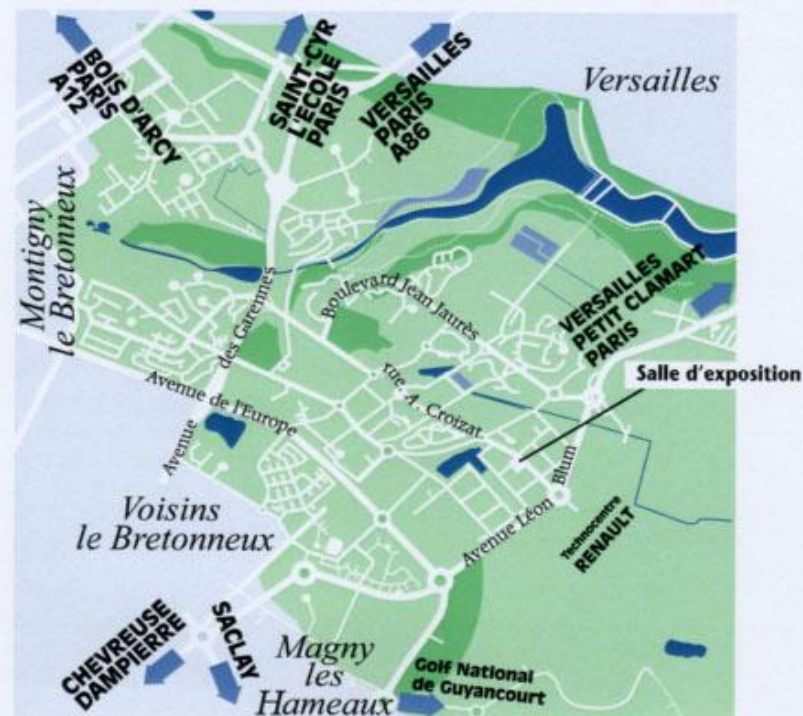 BOIS D'ARCY
PARIS
A12
SAINT-CYR
L'ECOLE
PARIS
VERSAILLES
PARIS
A86
Versailles
Montigny
le Bretonneux
Avenue des Garennes
Boulevard Jean Jaurès
VERSAILLES
PETIT CLAMART
PARIS
Salle d'exposition
Avenue de l'Europe
rue A. Croizat
Avenue Léon Blum
Technocentre
RENAULT
Voisins
le Bretonneux
CHEVREUSE
DAMPIERRE
SACLAY
Magny
les
Hameaux
Golf National
de Guyancourt